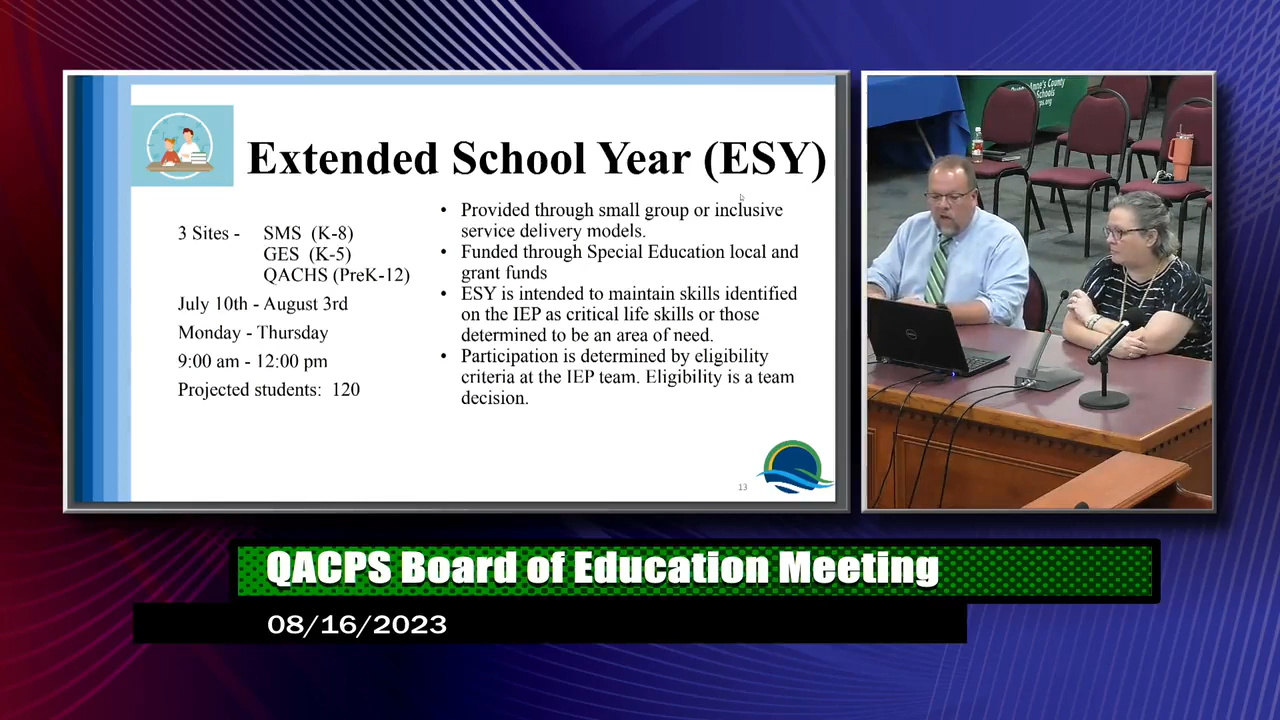 Extended School Year (ESY)
3 Sites - SMS (K-8)
GES (K-5)
QACHS (PreK-12)
July 10th - August 3rd
Monday - Thursday
9:00 am - 12:00 pm
Projected students: 120
• Provided through small group or inclusive
service delivery models.
• Funded through Special Education local and
grant funds
• ESY is intended to maintain skills identified
on the IEP as critical life skills or those
determined to be an area of need.
• Participation is determined by eligibility
criteria at the IEP team. Eligibility is a team
decision.
13
Anne's County
Schools
QACPS Board of Education Meeting
08/16/2023